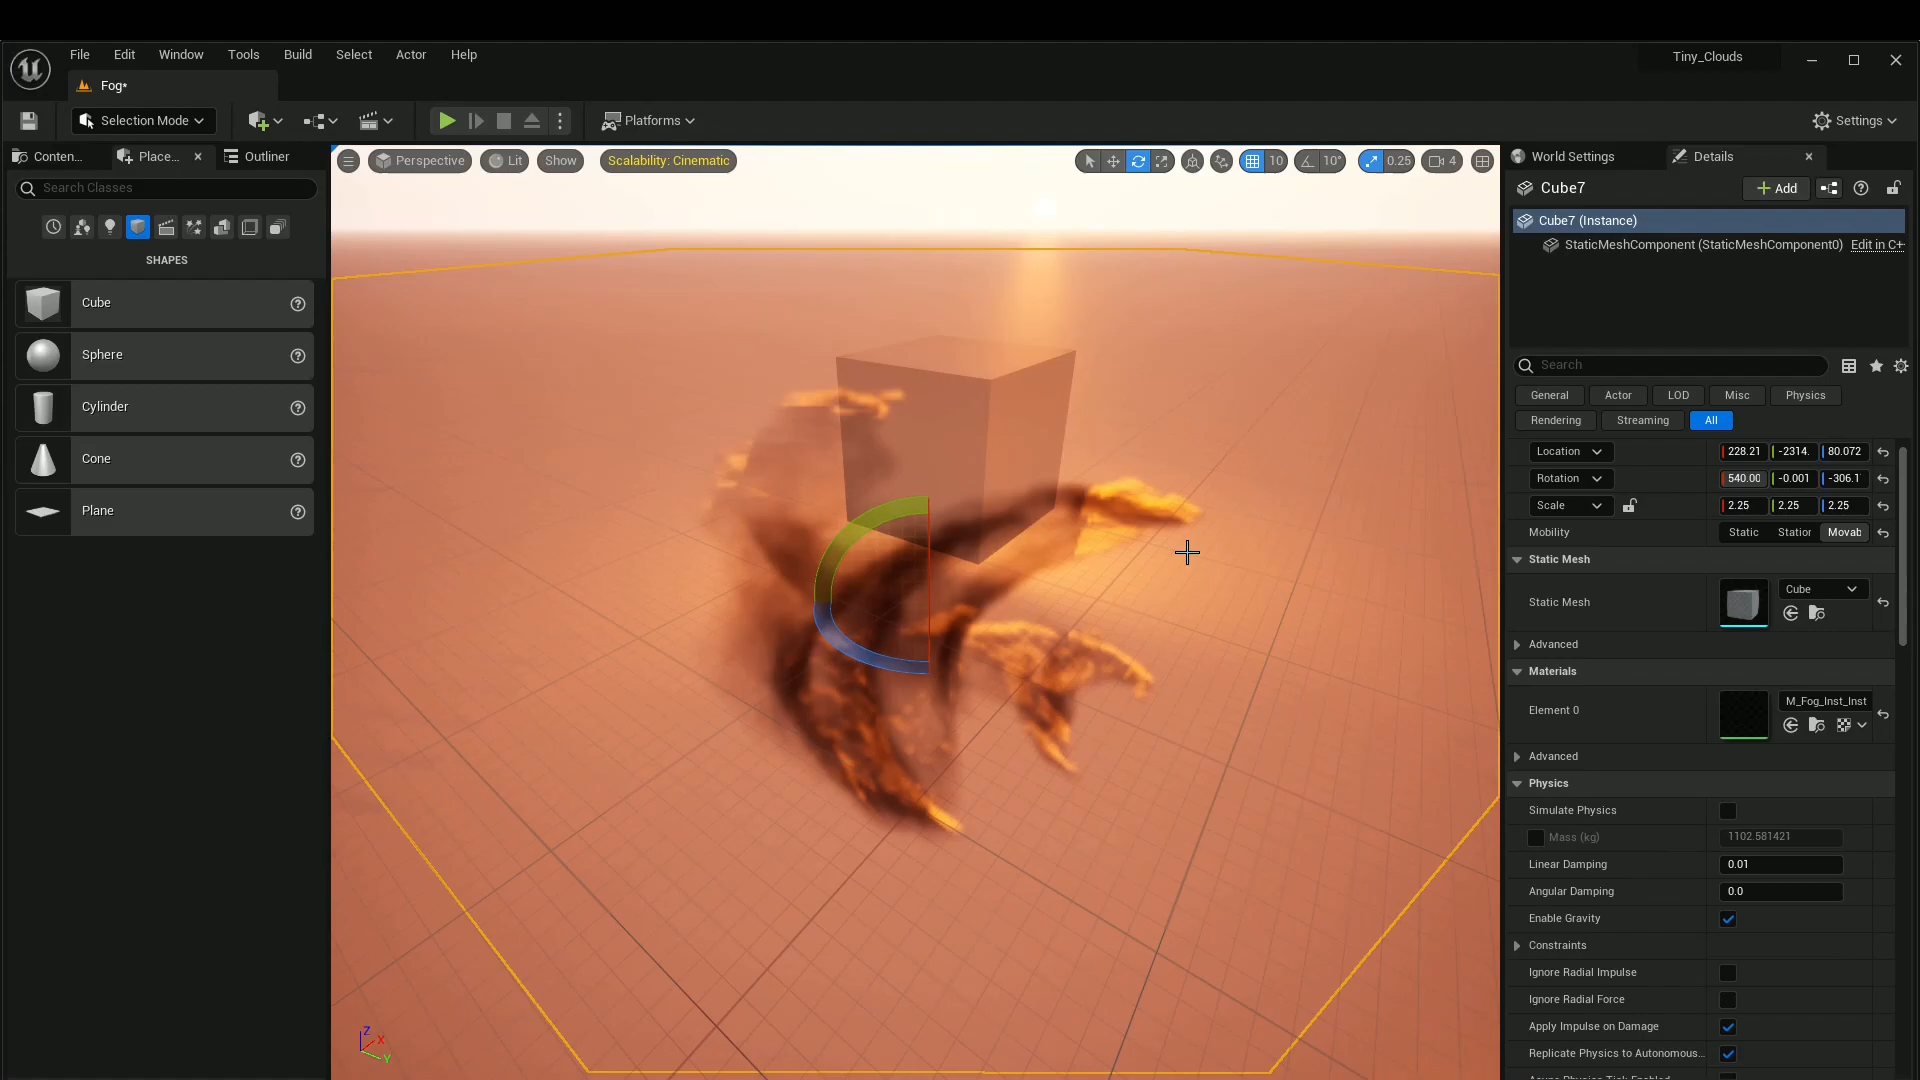 File Edit Window Tools Build Select Actor Help
Tiny_Clouds
Fog*
Selection Mode
Platforms
Settings
Conten...
Place...
Outliner
Search Classes
SHAPES
Cube
Sphere
Cylinder
Cone
Plane
Perspective Lit Show Scalability: Cinematic
10 10° 0.25 4
Z
X
Y
World Settings
Details
Cube7
Add
Cube7 (Instance)
StaticMeshComponent (StaticMeshComponent0) Edit in C+
Search
General Actor LOD Misc Physics
Rendering Streaming All
Location 228.21 -2314. 80.072
Rotation 540.00 -0.001 -306.1
Scale 2.25 2.25 2.25
Mobility Static Station Movab
Static Mesh
Static Mesh Cube
Advanced
Materials
Element 0 M_Fog_Inst_Inst
Advanced
Physics
Simulate Physics
Mass (kg) 1102.581421
Linear Damping 0.01
Angular Damping 0.0
Enable Gravity
Constraints
Ignore Radial Impulse
Ignore Radial Force
Apply Impulse on Damage
Replicate Physics to Autonomous...